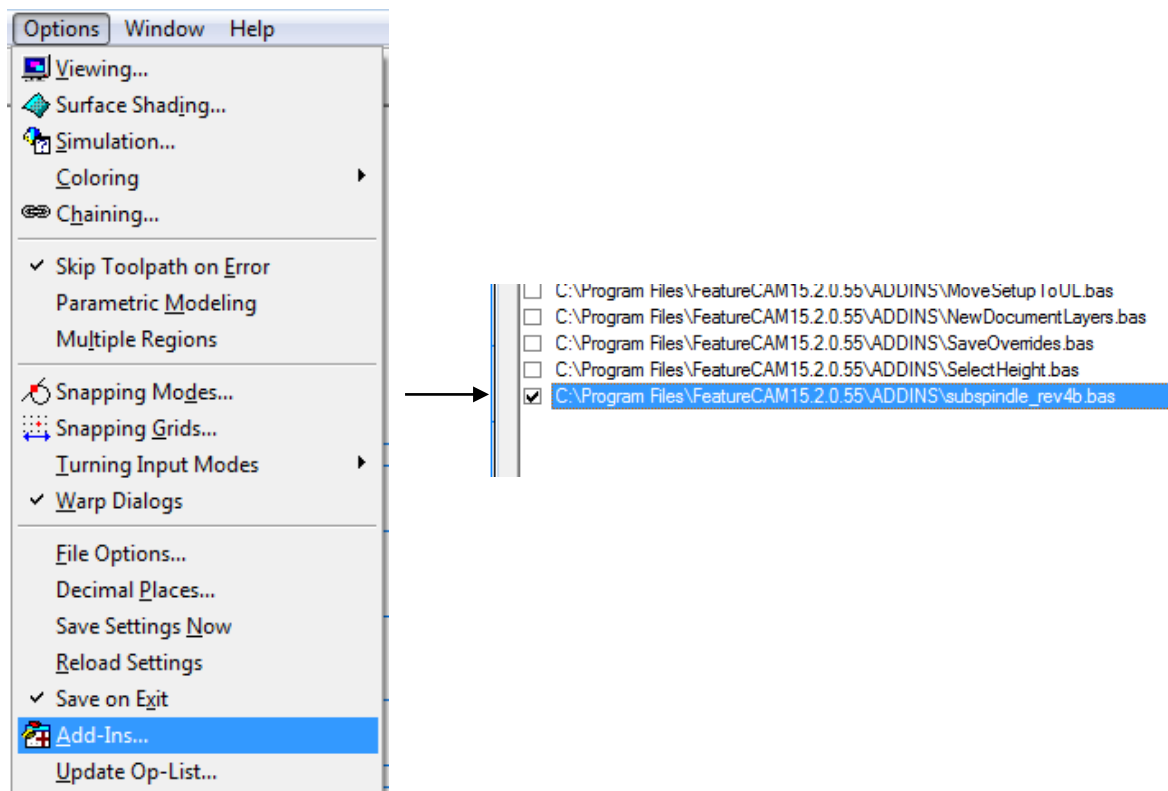 Options Window Help
Viewing...
Surface Shading...
Simulation...
Coloring
Chaining...
Skip Toolpath on Error
Parametric Modeling
Multiple Regions
Snapping Modes...
Snapping Grids...
Turning Input Modes
Warp Dialogs
File Options...
Decimal Places...
Save Settings Now
Reload Settings
Save on Exit
Add-Ins...
Update Op-List...
C:\Program Files\FeatureCAM15.2.0.55\ADDINS\MoveSetupToUL.bas
C:\Program Files\FeatureCAM15.2.0.55\ADDINS\NewDocumentLayers.bas
C:\Program Files\FeatureCAM15.2.0.55\ADDINS\SaveOverrides.bas
C:\Program Files\FeatureCAM15.2.0.55\ADDINS\SelectHeight.bas
C:\Program Files\FeatureCAM15.2.0.55\ADDINS\subspindle_rev4b.bas